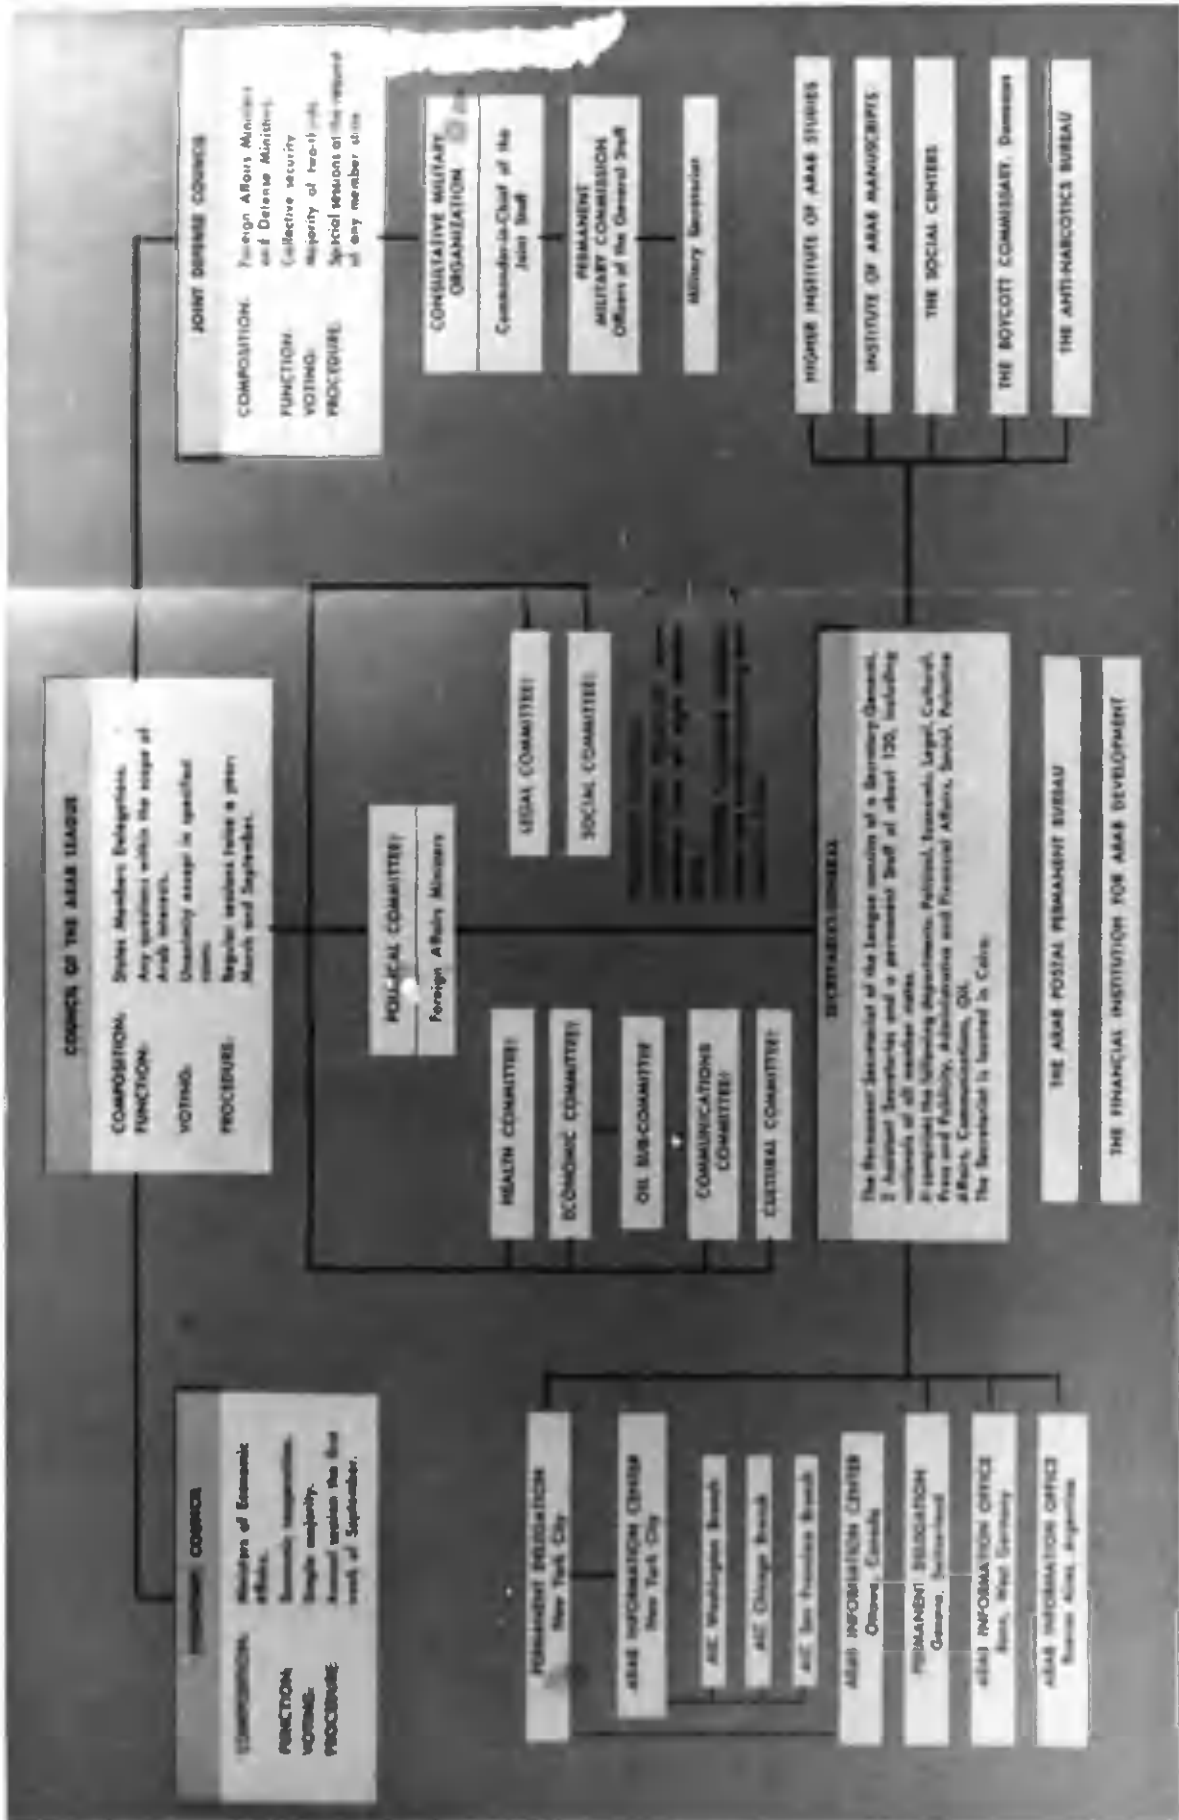 COUNCIL OF THE ARAB LEAGUE
COMPOSITION: States Members Delegations.
FUNCTION: Any questions within the scope of
Arab interests.
VOTING: Unanimity except in specified
cases.
PROCEDURE: Regular sessions twice a year:
March and September.
COUNCIL
COMPOSITION: Ministers of Economic
Affairs.
FUNCTION: Economic cooperation.
VOTING: Simple majority.
PROCEDURE: Annual session the first
week of September.
JOINT DEFENSE COUNCIL
COMPOSITION: Foreign Affairs Ministers
and Defense Ministers.
FUNCTION: Collective security
VOTING: Majority of two-thirds
PROCEDURE: Special sessions at the request
of any member state
CONSULTATIVE MILITARY
ORGANIZATION
Commander-in-Chief of the
Joint Staff
PERMANENT
MILITARY COMMISSION
Officers of the General Staff
Military Secretariat
POLITICAL COMMITTEE†
Foreign Affairs Ministers
HEALTH COMMITTEE†
ECONOMIC COMMITTEE†
OIL SUB-COMMITTEE
COMMUNICATIONS
COMMITTEE†
CULTURAL COMMITTEE†
LEGAL COMMITTEE†
SOCIAL COMMITTEE†
SECRETARIAT-GENERAL
The Permanent Secretariat of the League consists of a Secretary-General,
2 Assistant Secretaries and a permanent Staff of about 120, including
nationals of all member states.
It comprises the following departments: Political, Economic, Legal, Cultural,
Press and Publicity, Administrative and Financial Affairs, Social, Palestine
Affairs, Communications, Oil.
The Secretariat is located in Cairo.
PERMANENT DELEGATION
New York City
ARAB INFORMATION CENTER
New York City
AIC Washington Branch
AIC Chicago Branch
AIC San Francisco Branch
ARAB INFORMATION CENTER
Ottawa, Canada
PERMANENT DELEGATION
Geneva, Switzerland
ARAB INFORMATION OFFICE
Bonn, West Germany
ARAB INFORMATON OFFICE
Buenos Aires, Argentina
HIGHER INSTITUTE OF ARAB STUDIES
INSTITUTE OF ARAB MANUSCRIPTS
THE SOCIAL CENTERS
THE BOYCOTT COMMISSARY, Damascus
THE ANTI-NARCOTICS BUREAU
THE ARAB POSTAL PERMANENT BUREAU
THE FINANCIAL INSTITUTION FOR ARAB DEVELOPMENT